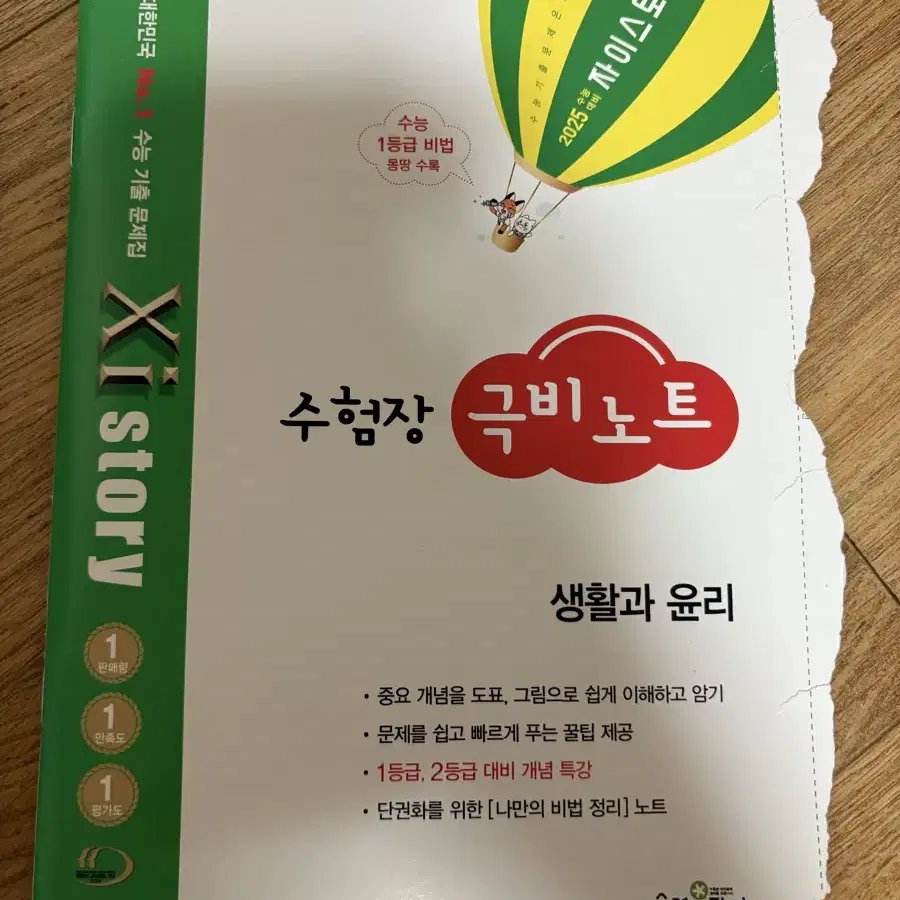 대한민국 No. 1 수능 기출 문제집
Xi story
1
판매량
1
만족도
1
평가도
수능 기출 문제
2025 수능 대비
자이스토
수능
1등급 비법
몽땅 수록
수험장 극비노트
생활과 윤리
• 중요 개념을 도표, 그림으로 쉽게 이해하고 암기
• 문제를 쉽고 빠르게 푸는 꿀팁 제공
• 1등급, 2등급 대비 개념 특강
• 단권화를 위한 [나만의 비법 정리] 노트